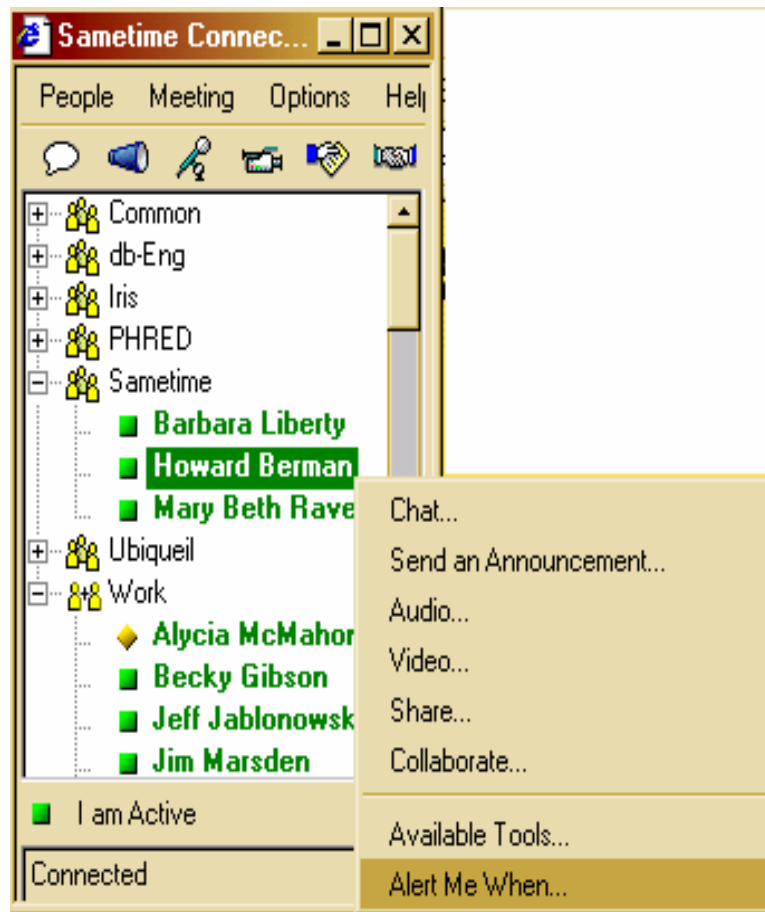 Sametime Connec...
People Meeting Options Help
Common
db-Eng
Iris
PHRED
Sametime
Barbara Liberty
Howard Berman
Mary Beth Rave
Ubiqueil
Work
Alycia McMahon
Becky Gibson
Jeff Jablonowsk
Jim Marsden
I am Active
Connected
Chat...
Send an Announcement...
Audio...
Video...
Share...
Collaborate...
Available Tools...
Alert Me When...